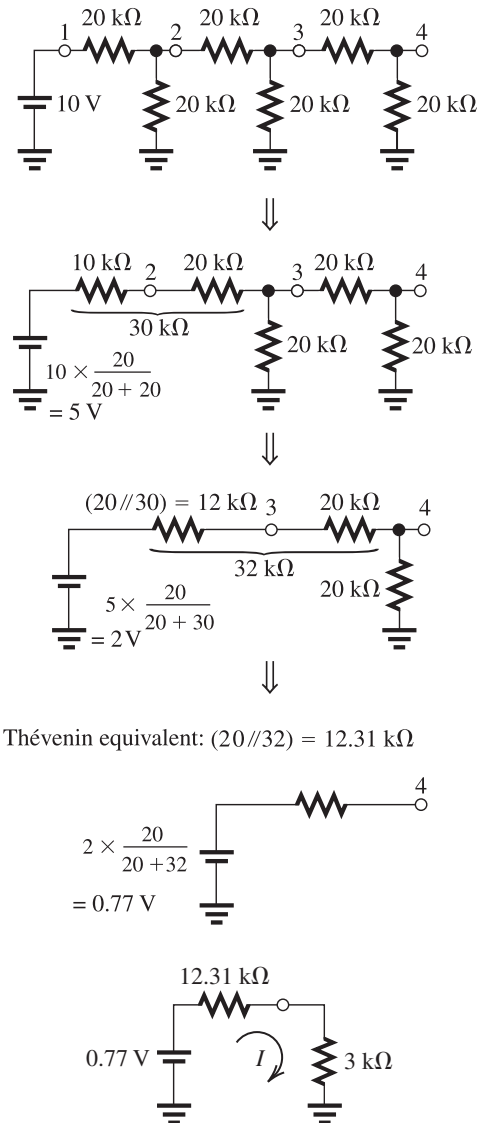 20 kΩ 20 kΩ 20 kΩ
1 2 3 4
10 V 20 kΩ 20 kΩ 20 kΩ
⇓
10 kΩ 2 20 kΩ 3 20 kΩ 4
30 kΩ
20 kΩ 20 kΩ
10 × 20 / 20 + 20
= 5 V
⇓
(20//30) = 12 kΩ 3 20 kΩ 4
32 kΩ
20 kΩ
5 × 20 / 20 + 30
= 2V
⇓
Thévenin equivalent: (20//32) = 12.31 kΩ
4
2 × 20 / 20 +32
= 0.77 V
12.31 kΩ
0.77 V I 3 kΩ